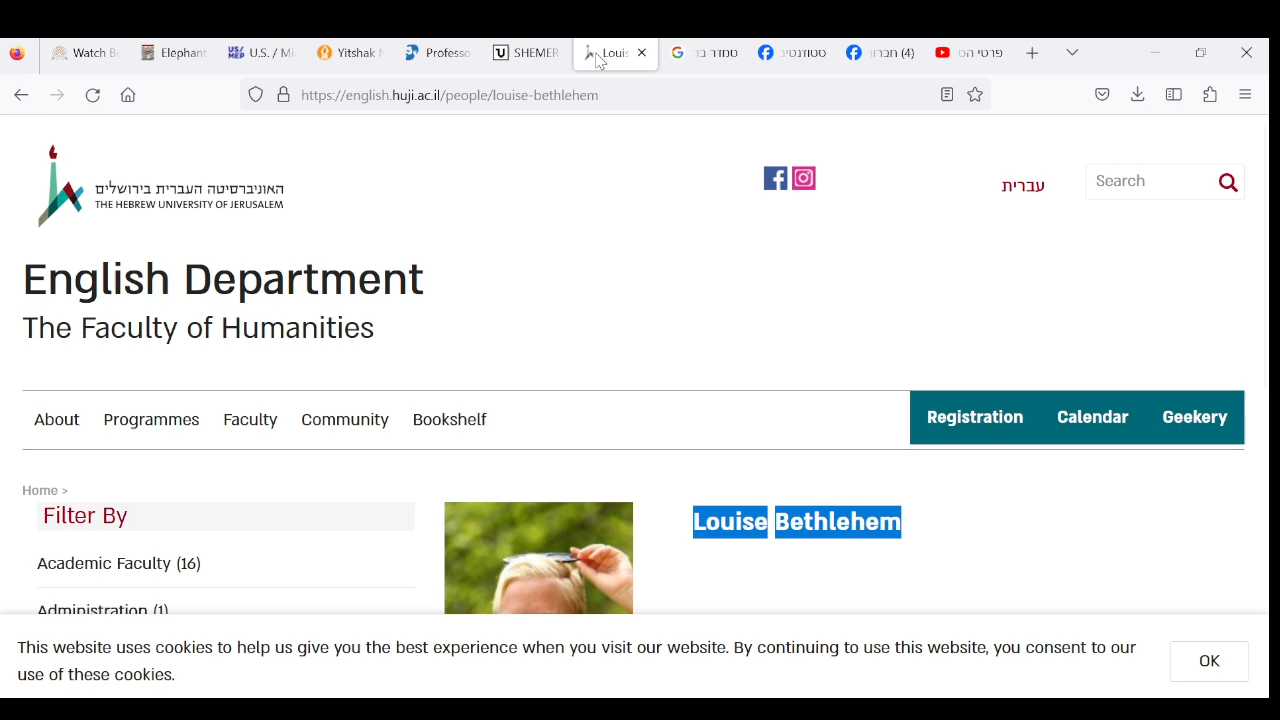 Watch B
Elephant
U.S. / Mi
Yitshak
Professo
SHEMER
Louis
סמדר בר
סטודנטים
(4) חברו
פרטי הס
https://english.huji.ac.il/people/louise-bethlehem
האוניברסיטה העברית בירושלים
THE HEBREW UNIVERSITY OF JERUSALEM
עברית
Search
English Department
The Faculty of Humanities
About Programmes Faculty Community Bookshelf
Registration Calendar Geekery
Home >
Filter By
Louise Bethlehem
Academic Faculty (16)
Administration (1)
This website uses cookies to help us give you the best experience when you visit our website. By continuing to use this website, you consent to our
use of these cookies.
OK